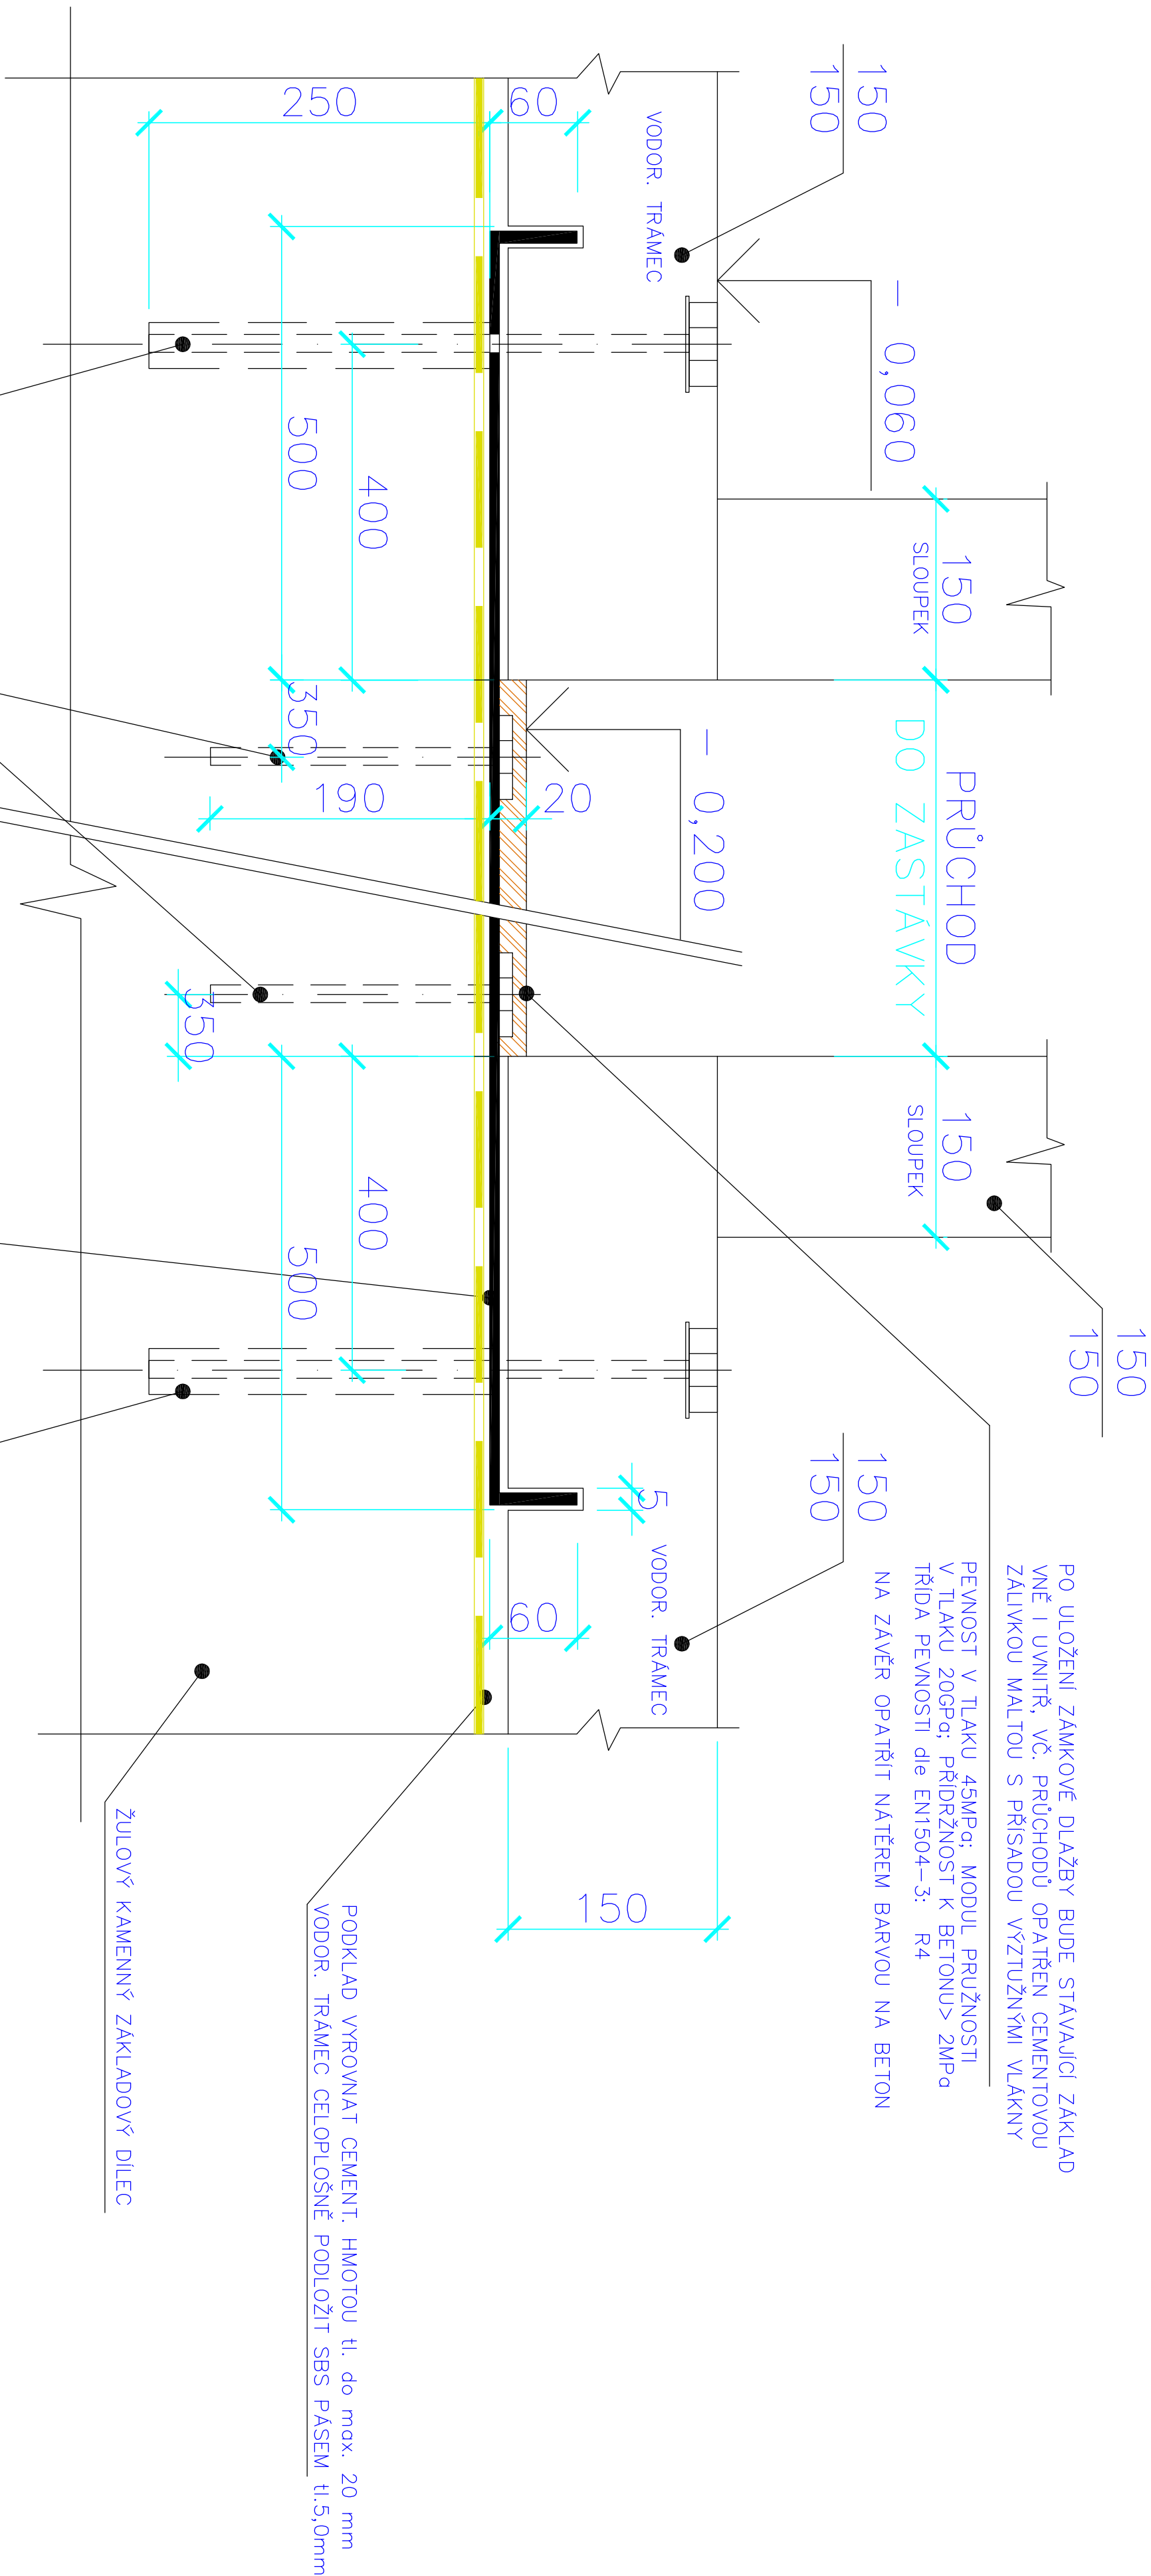 150
150
— 0,060
VODOR. TRÁMEC
60
250
500
400
150
SLOUPEK
PRŮCHOD
DO ZASTÁVKY
— 0,200
350
190
20
350
150
SLOUPEK
150
150
400
500
150
150
5
VODOR. TRÁMEC
60
150
PO ULOŽENÍ ZÁMKOVÉ DLAŽBY BUDE STÁVAJÍCÍ ZÁKLAD
VNĚ I UVNITŘ, VČ. PRŮCHODŮ OPATŘEN CEMENTOVOU
ZÁLIVKOU MALTOU S PŘÍSADOU VÝZTUŽNÝMI VLÁKNY
PEVNOST V TLAKU 45MPa; MODUL PRUŽNOSTI
V TLAKU 20GPa; PŘÍDRŽNOST K BETONU> 2MPa
TŘÍDA PEVNOSTI dle EN1504-3: R4
NA ZÁVĚR OPATŘÍT NÁTĚREM BARVOU NA BETON
PODKLAD VYROVNAT CEMENT. HMOTOU tl. do max. 20 mm
VODOR. TRÁMEC CELOPLOŠNĚ PODLOŽIT SBS PÁSEM tl.5,0mm
ŽULOVÝ KAMENNÝ ZÁKLADOVÝ DÍLEC